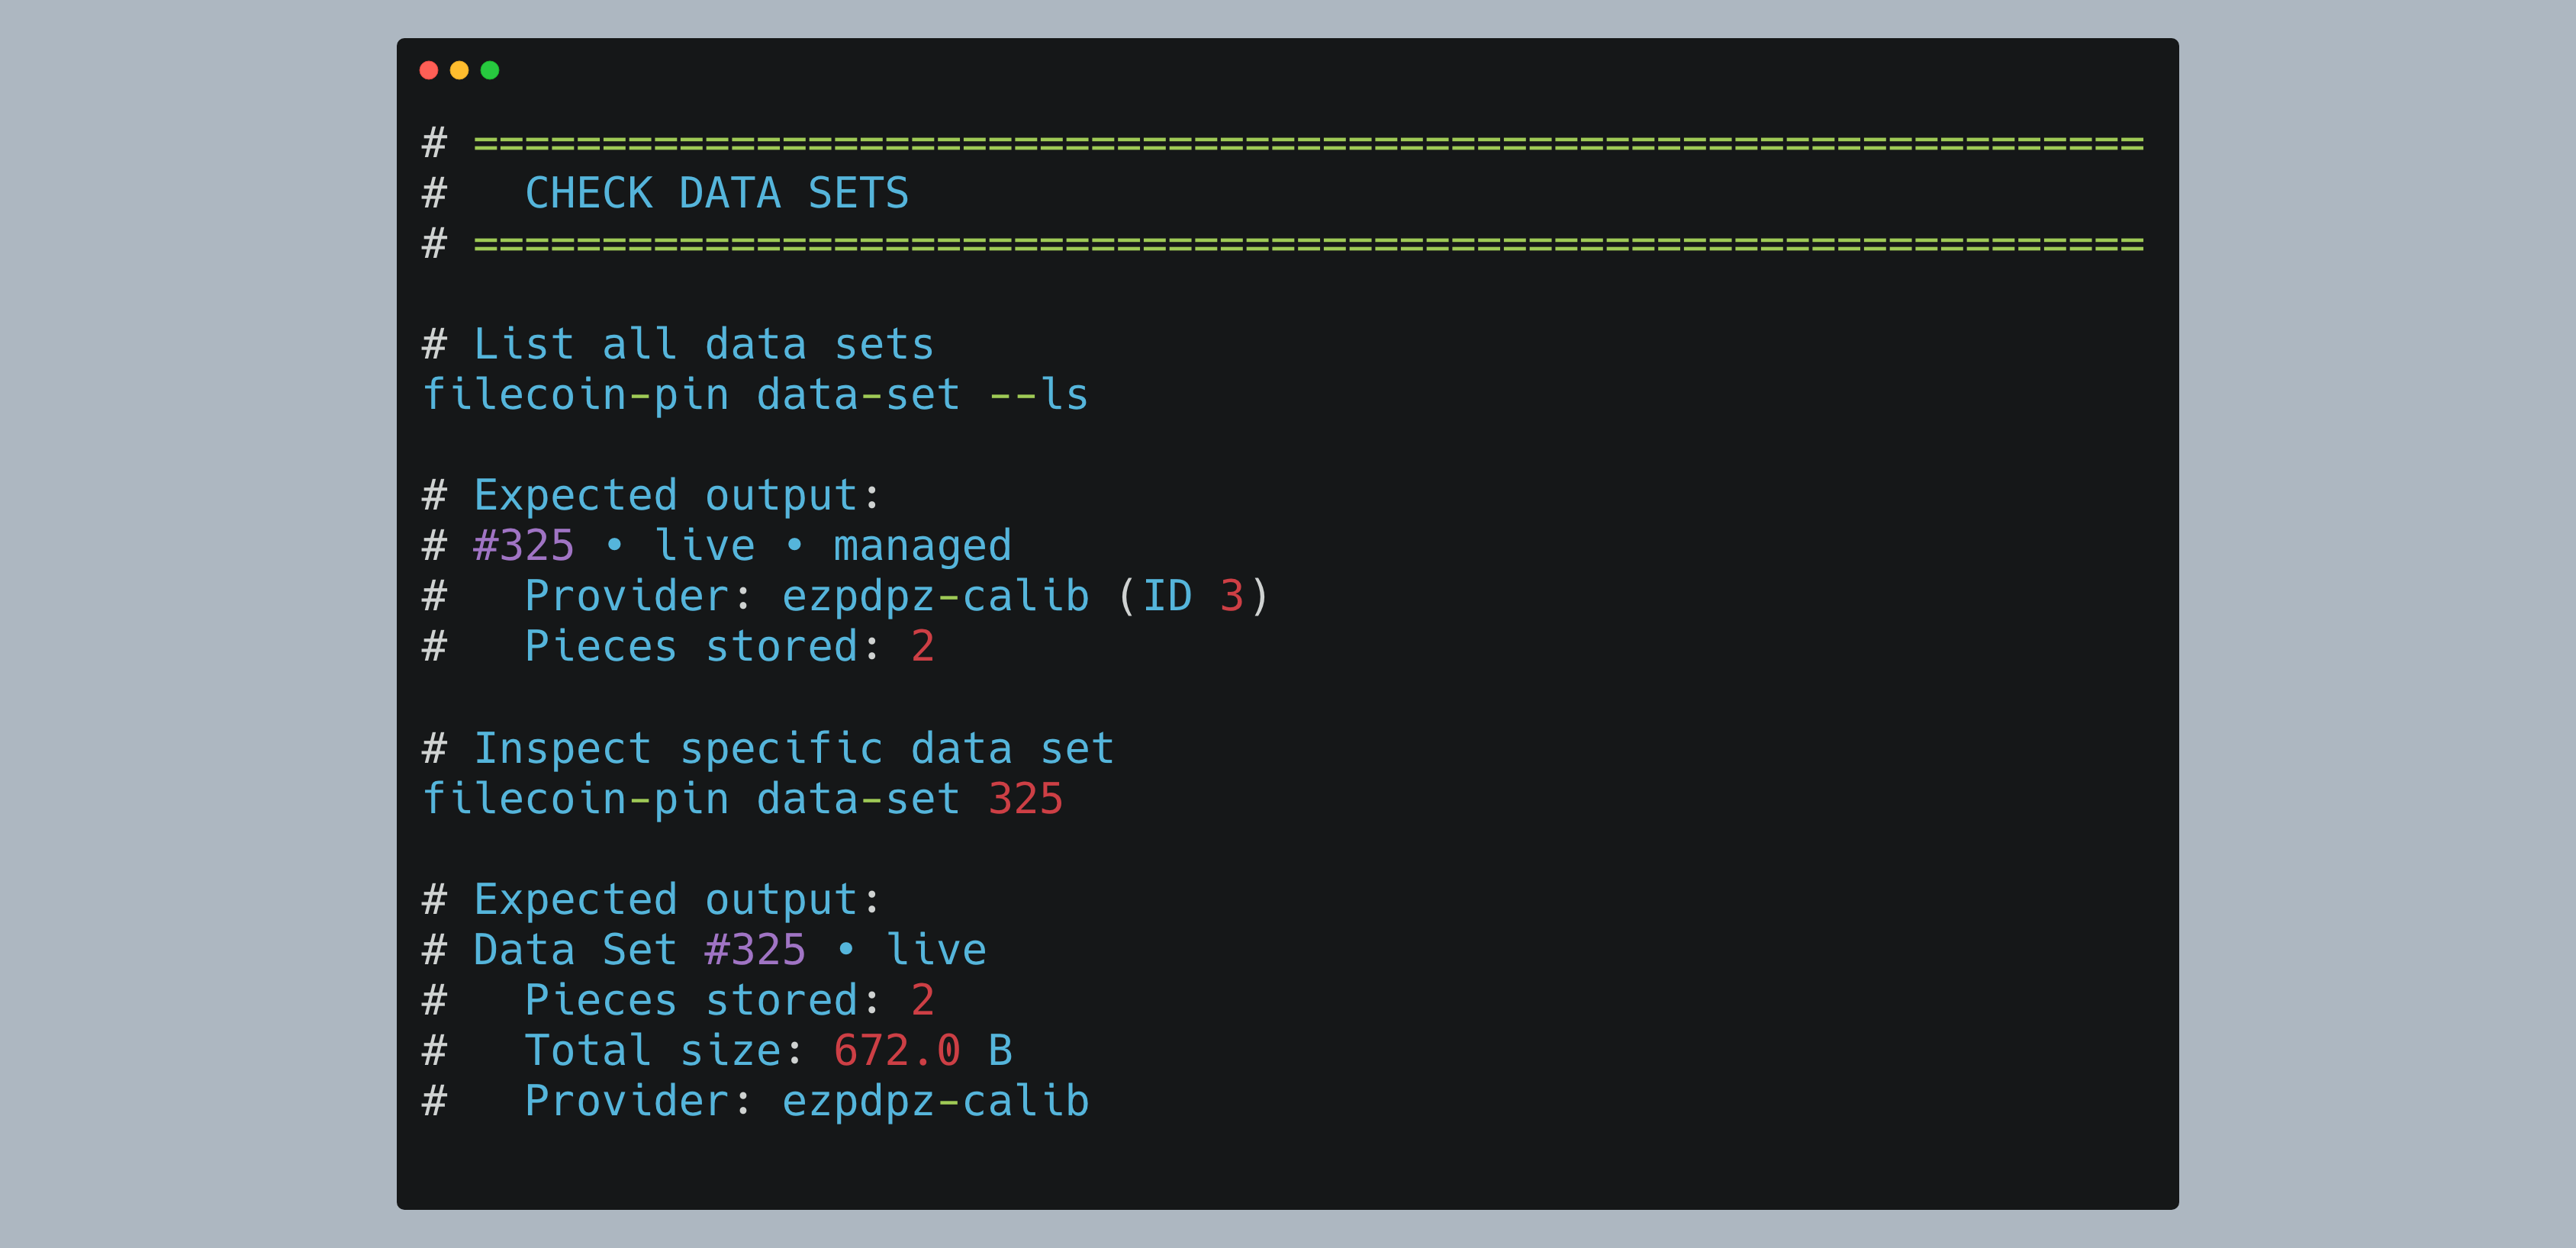 # =================================================================
#   CHECK DATA SETS
# =================================================================
# List all data sets
filecoin-pin data-set --ls
# Expected output:
# #325 • live • managed
#   Provider: ezpdpz-calib (ID 3)
#   Pieces stored: 2
# Inspect specific data set
filecoin-pin data-set 325
# Expected output:
# Data Set #325 • live
#   Pieces stored: 2
#   Total size: 672.0 B
#   Provider: ezpdpz-calib